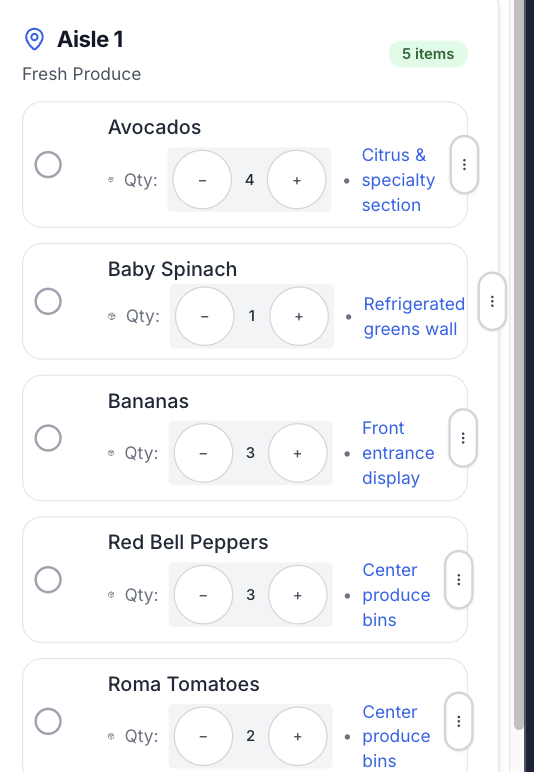 Aisle 1
5 items
Fresh Produce
Avocados
Qty: − 4 + • Citrus &
specialty
section
Baby Spinach
Qty: − 1 + • Refrigerated
greens wall
Bananas
Qty: − 3 + • Front
entrance
display
Red Bell Peppers
Qty: − 3 + • Center
produce
bins
Roma Tomatoes
Qty: − 2 + • Center
produce
bins